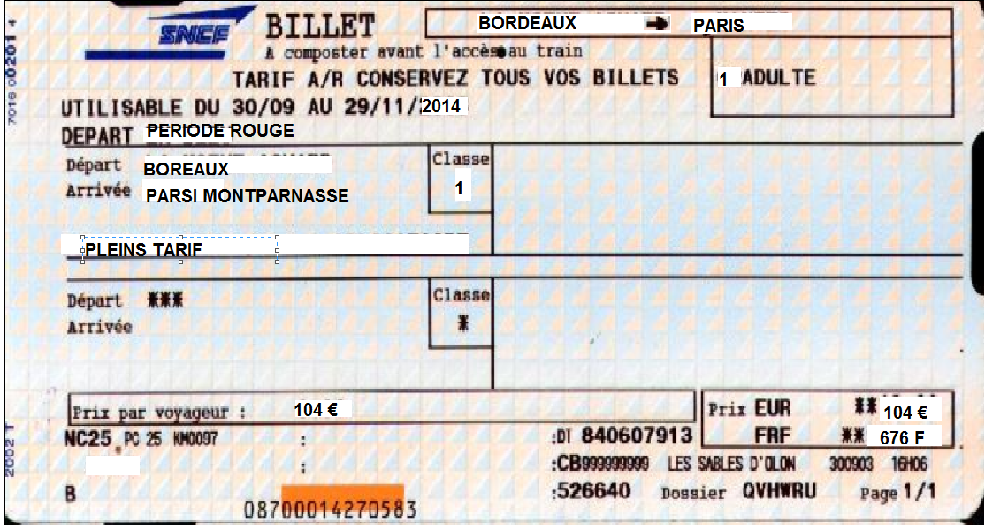 SNCF BILLET BORDEAUX → PARIS
A composter avant l'accès au train
TARIF A/R CONSERVEZ TOUS VOS BILLETS 1 ADULTE
UTILISABLE DU 30/09 AU 29/11/2014
DEPART PERIODE ROUGE
Départ BOREAUX Classe
Arrivée PARSI MONTPARNASSE 1
PLEINS TARIF
Départ *** Classe
Arrivée *
Prix par voyageur : 104 € Prix EUR ** 104 €
NC25 PC 25 KM0097 : :DT 840607913 FRF ** 676 F
: :CB999999999 LES SABLES D'OLON 300903 16H06
B :526640 Dossier QVHWRU Page 1/1
08700014270583
2002 T